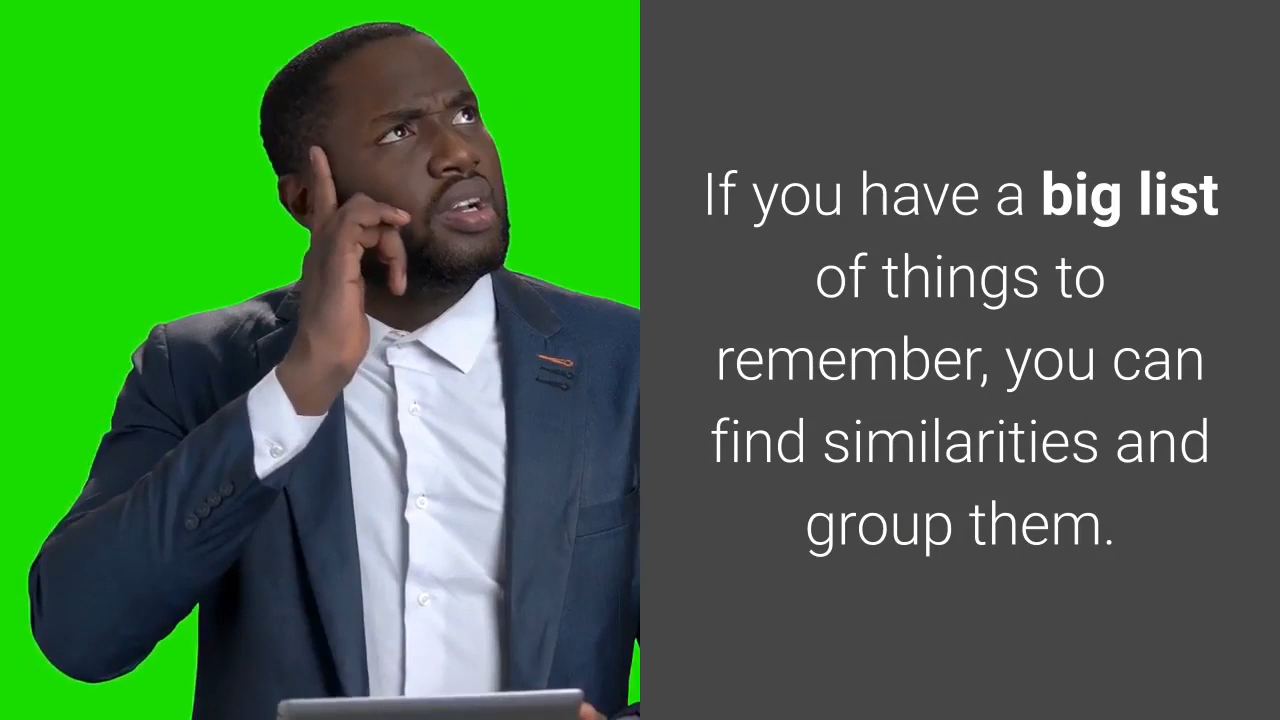 If you have a big list
of things to
remember, you can
find similarities and
group them.